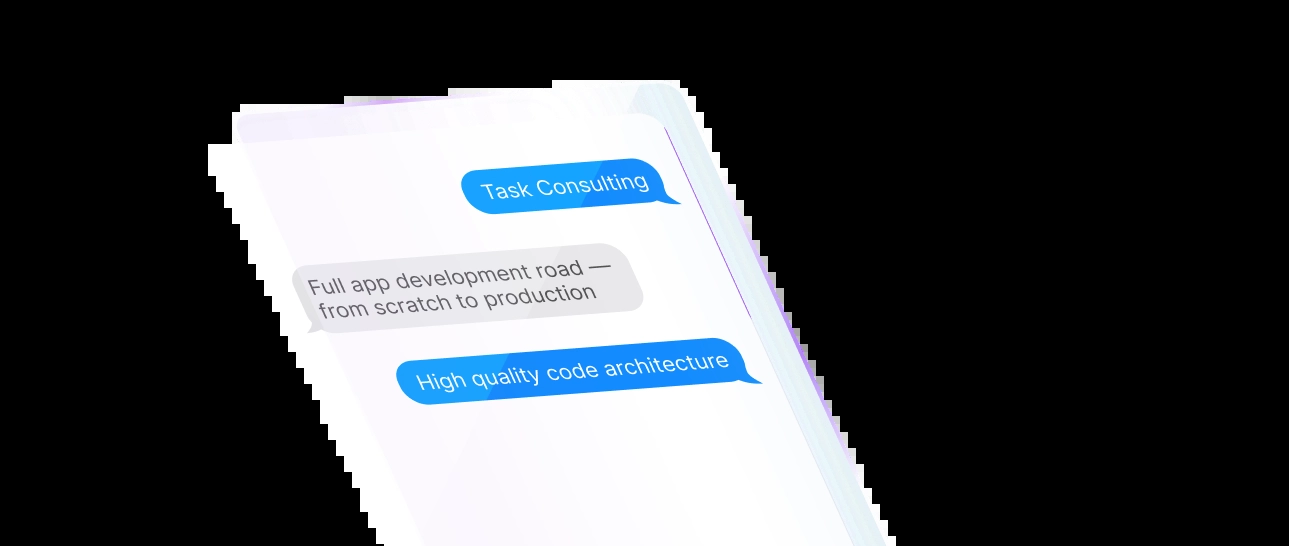 Task Consulting
Full app development road —
from scratch to production
High quality code architecture